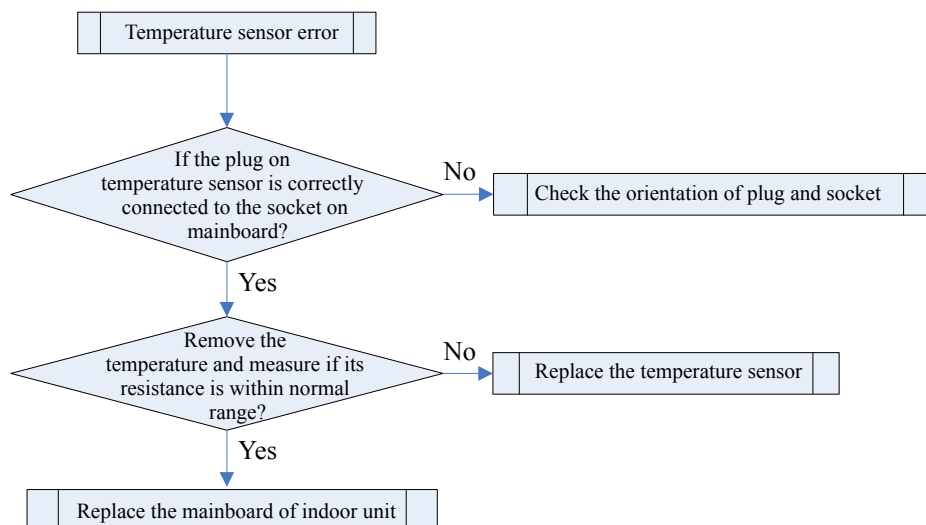 Temperature sensor error
If the plug on
temperature sensor is correctly
connected to the socket on
mainboard?
No
Check the orientation of plug and socket
Yes
Remove the
temperature and measure if its
resistance is within normal
range?
No
Replace the temperature sensor
Yes
Replace the mainboard of indoor unit